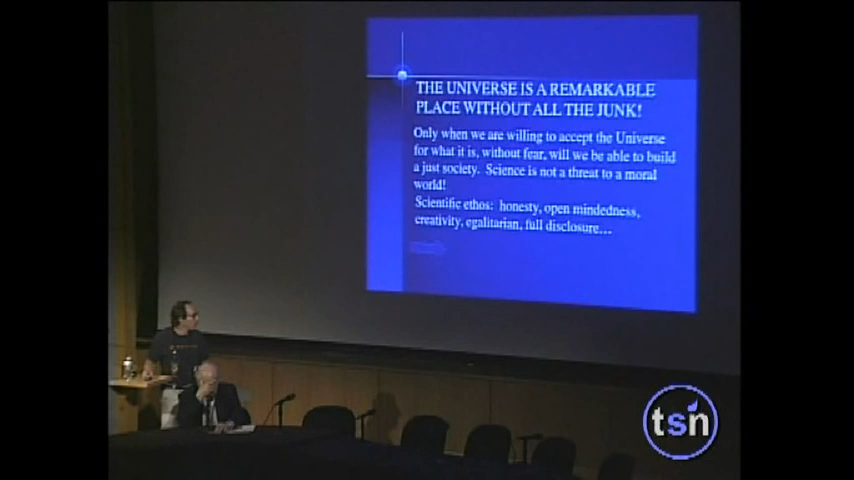 THE UNIVERSE IS A REMARKABLE
PLACE WITHOUT ALL THE JUNK!
Only when we are willing to accept the Universe
for what it is, without fear, will we be able to build
a just society. Science is not a threat to a moral
world!
Scientific ethos: honesty, open mindedness,
creativity, egalitarian, full disclosure...
tsn